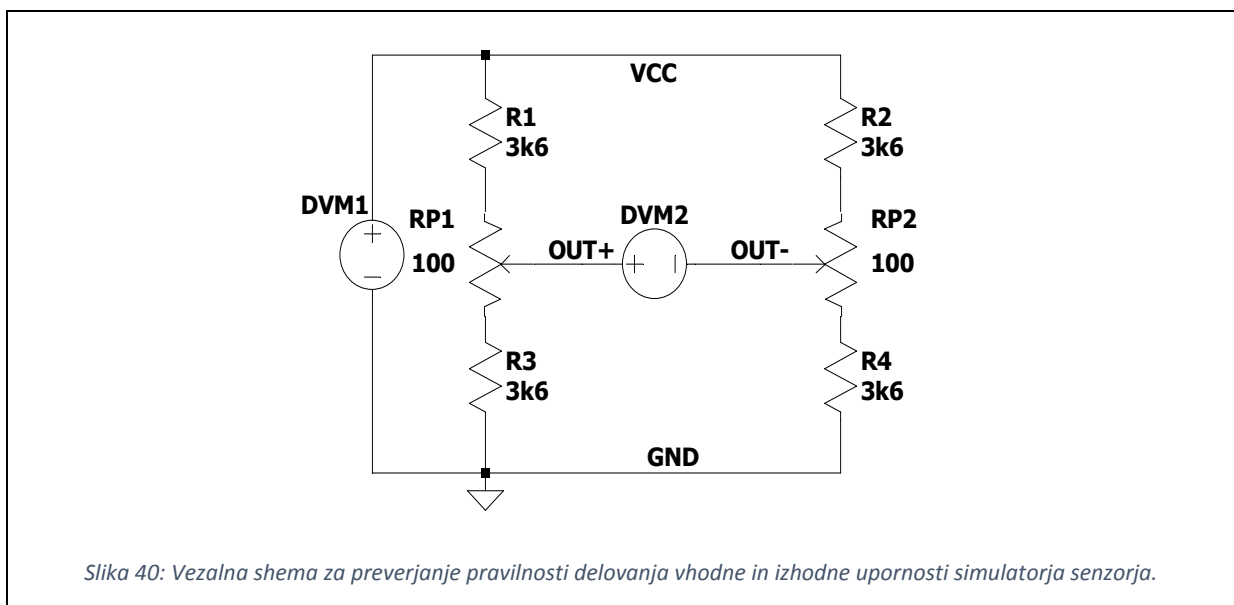 VCC
R1
3k6
R2
3k6
DVM1
RP1
100
DVM2
OUT+
OUT-
RP2
100
R3
3k6
R4
3k6
GND
Slika 40: Vezalna shema za preverjanje pravilnosti delovanja vhodne in izhodne upornosti simulatorja senzorja.